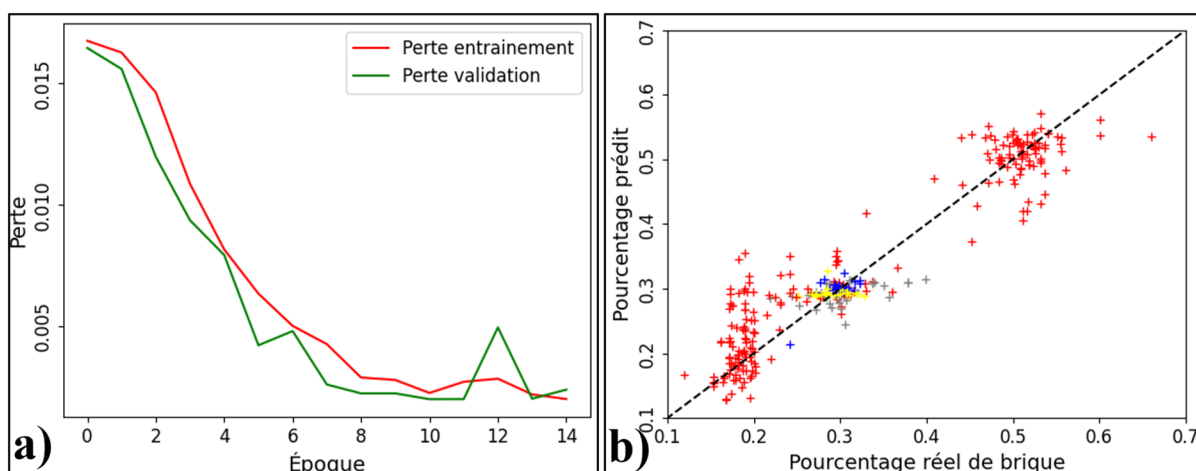 Perte entrainement
Perte validation
0.015
0.010
0.005
Perte
0 2 4 6 8 10 12 14
Époque
a)
0.7
0.6
0.5
0.4
0.3
0.2
0.1
Pourcentage prédit
0.1 0.2 0.3 0.4 0.5 0.6 0.7
Pourcentage réel de brique
b)